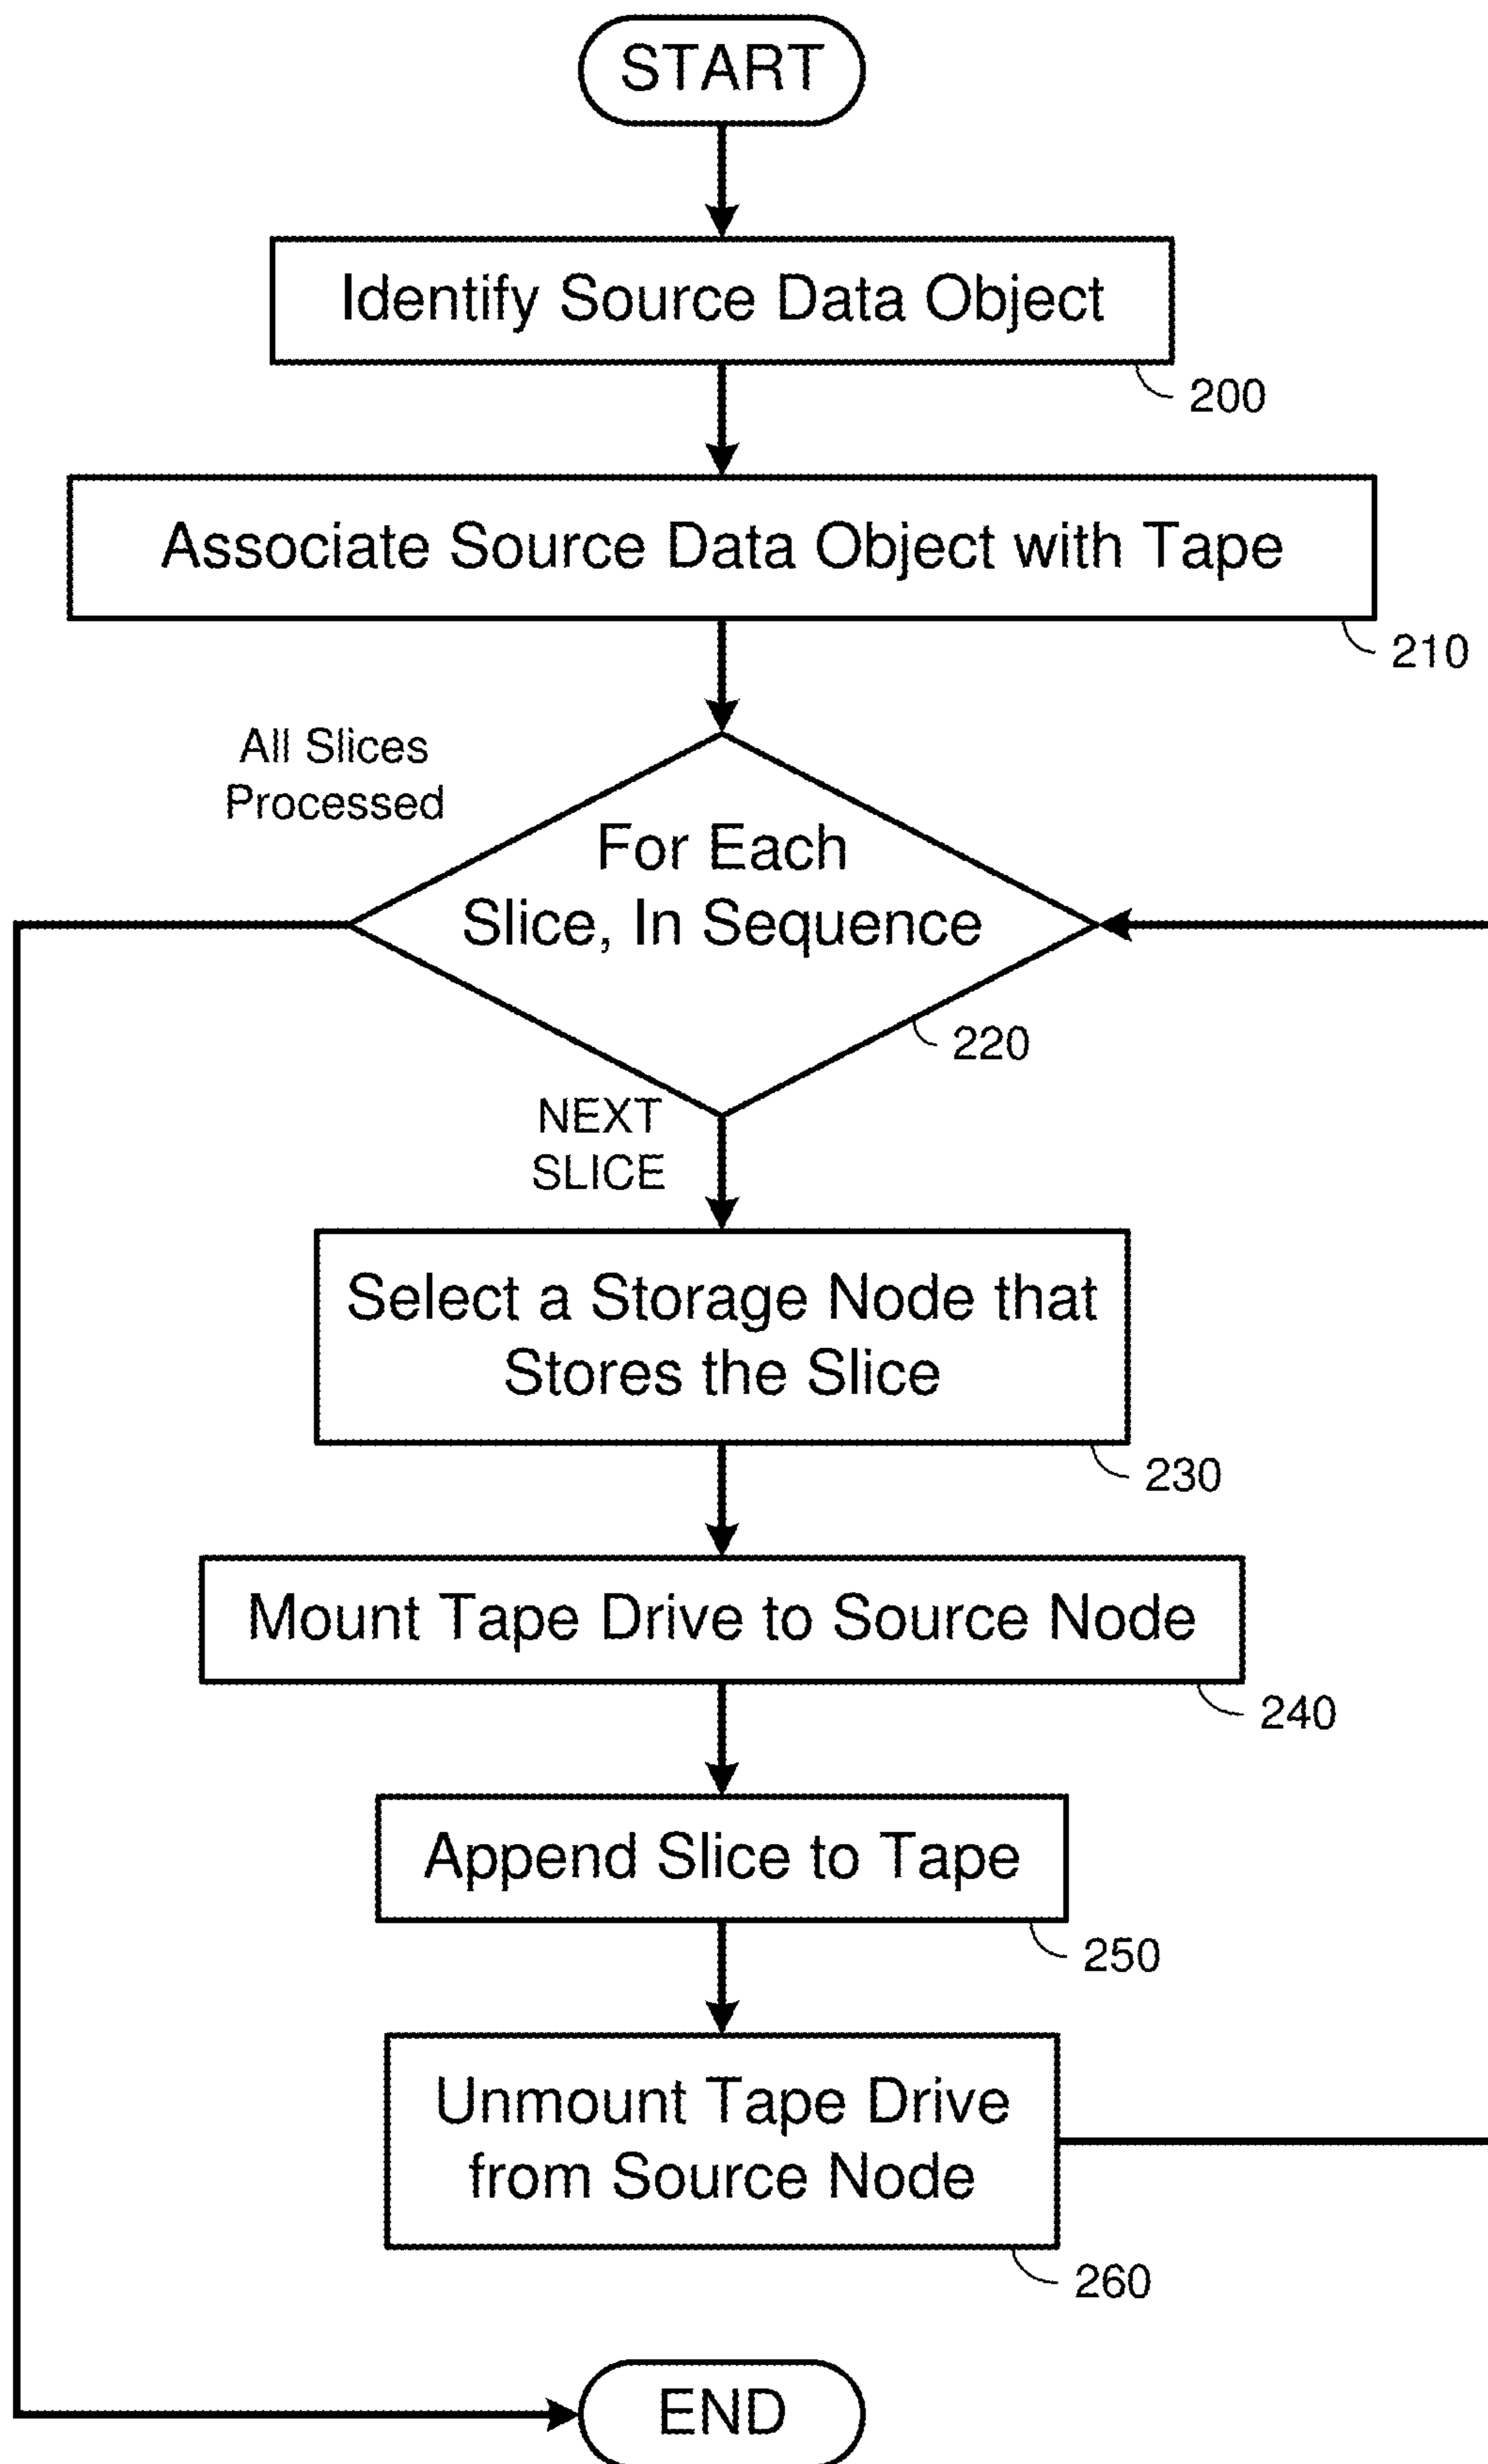 START
Identify Source Data Object
200
Associate Source Data Object with Tape
210
All Slices
Processed
For Each
Slice, In Sequence
220
NEXT
SLICE
Select a Storage Node that
Stores the Slice
230
Mount Tape Drive to Source Node
240
Append Slice to Tape
250
Unmount Tape Drive
from Source Node
260
END